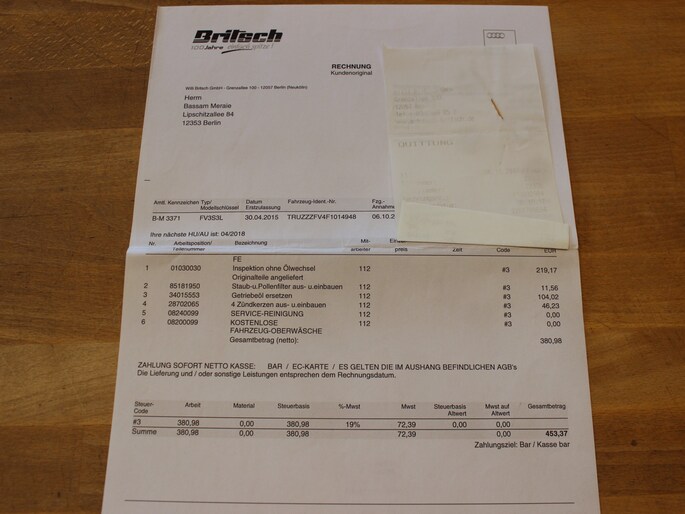 Britsch
100 Jahre einfach spitze !
RECHNUNG
Kundenoriginal
Willi Britsch GmbH - Grenzallee 100 - 12057 Berlin (Neukölln)
Herrn
Bassam Meraie
Lipschitzallee 84
12353 Berlin
Amtl. Kennzeichen Typ/ Modellschlüssel Datum Erstzulassung Fahrzeug-Ident.-Nr. Fzg.- Annahm
B-M 3371 FV3S3L 30.04.2015 TRUZZZFV4F1014948 06.10.2
Ihre nächste HU/AU ist: 04/2018
Nr. Arbeitsposition/ Teilenummer Bezeichnung Mit- arbeiter preis Zeit Code EUR
FE
1 01030030 Inspektion ohne Ölwechsel 112 #3 219,17
Originalteile angeliefert
2 85181950 Staub-u.Pollenfilter aus- u.einbauen 112 #3 11,56
3 34015553 Getriebeöl ersetzen 112 #3 104,02
4 28702065 4 Zündkerzen aus- u.einbauen 112 #3 46,23
5 08240099 SERVICE-REINIGUNG 112 #3 0,00
6 08200099 KOSTENLOSE 112 #3 0,00
FAHRZEUG-OBERWÄSCHE
Gesamtbetrag (netto): 380,98
ZAHLUNG SOFORT NETTO KASSE: BAR / EC-KARTE / ES GELTEN DIE IM AUSHANG BEFINDLICHEN AGB's
Die Lieferung und / oder sonstige Leistungen entsprechen dem Rechnungsdatum.
Steuer- Code Arbeit Material Steuerbasis %-Mwst Mwst Steuerbasis Altwert Mwst auf Altwert Gesamtbetrag
#3 380,98 0,00 380,98 19% 72,39 0,00 0,00
Summe 380,98 0,00 380,98 72,39 0,00 453,37
Zahlungsziel: Bar / Kasse bar